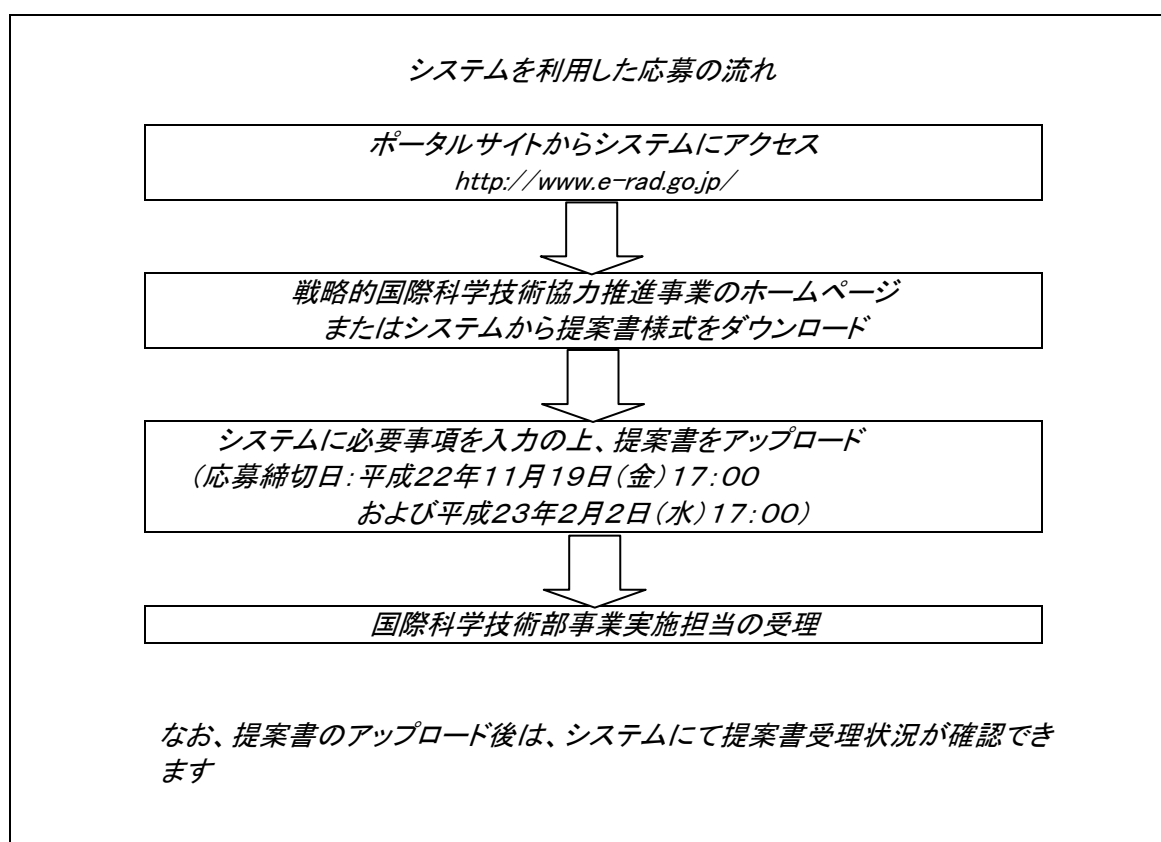 システムを利用した応募の流れ
ポータルサイトからシステムにアクセス
http://www.e-rad.go.jp/
戦略的国際科学技術協力推進事業のホームページ
またはシステムから提案書様式をダウンロード
システムに必要事項を入力の上、提案書をアップロード
（応募締切日：平成２２年１１月１９日（金）１７：００
および平成２３年２月２日（水）１７：００）
国際科学技術部事業実施担当の受理
なお、提案書のアップロード後は、システムにて提案書受理状況が確認でき
ます